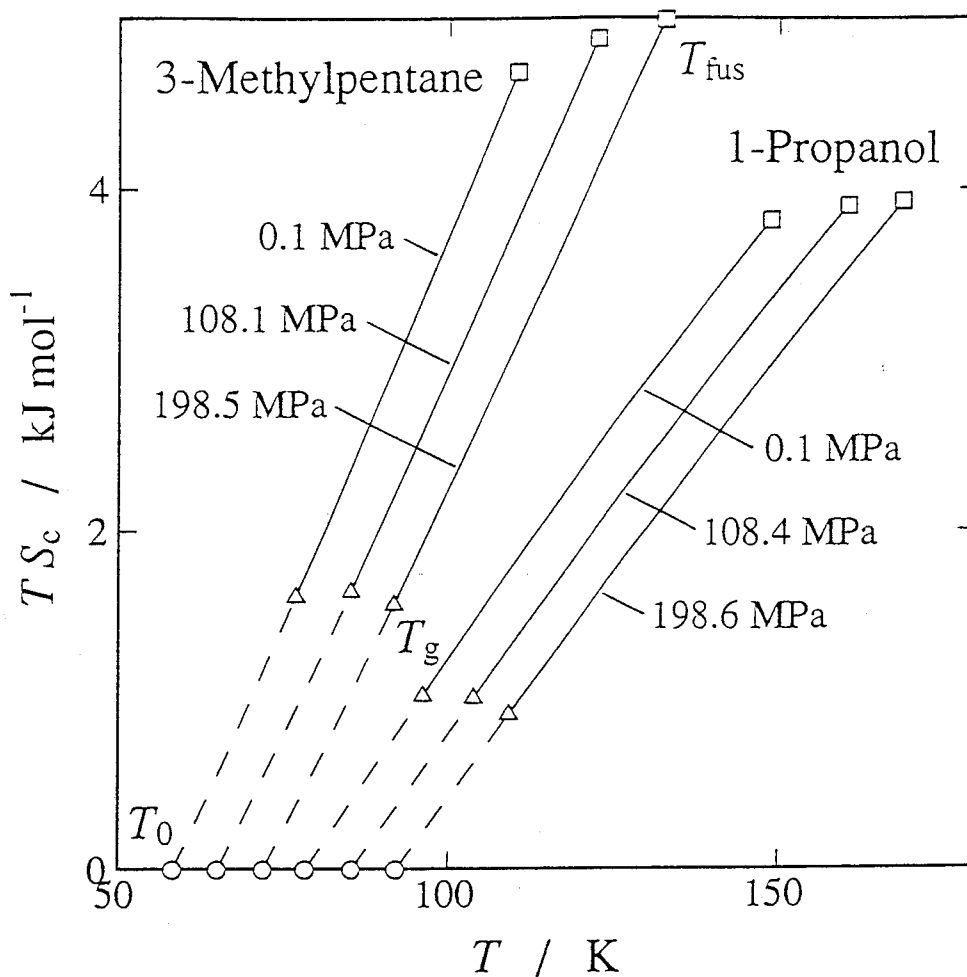 3-Methylpentane
T_fus
1-Propanol
4
0.1 MPa
108.1 MPa
198.5 MPa
0.1 MPa
108.4 MPa
198.6 MPa
2
T_g
T_0
0
50
100
150
T S_c / kJ mol⁻¹
T / K